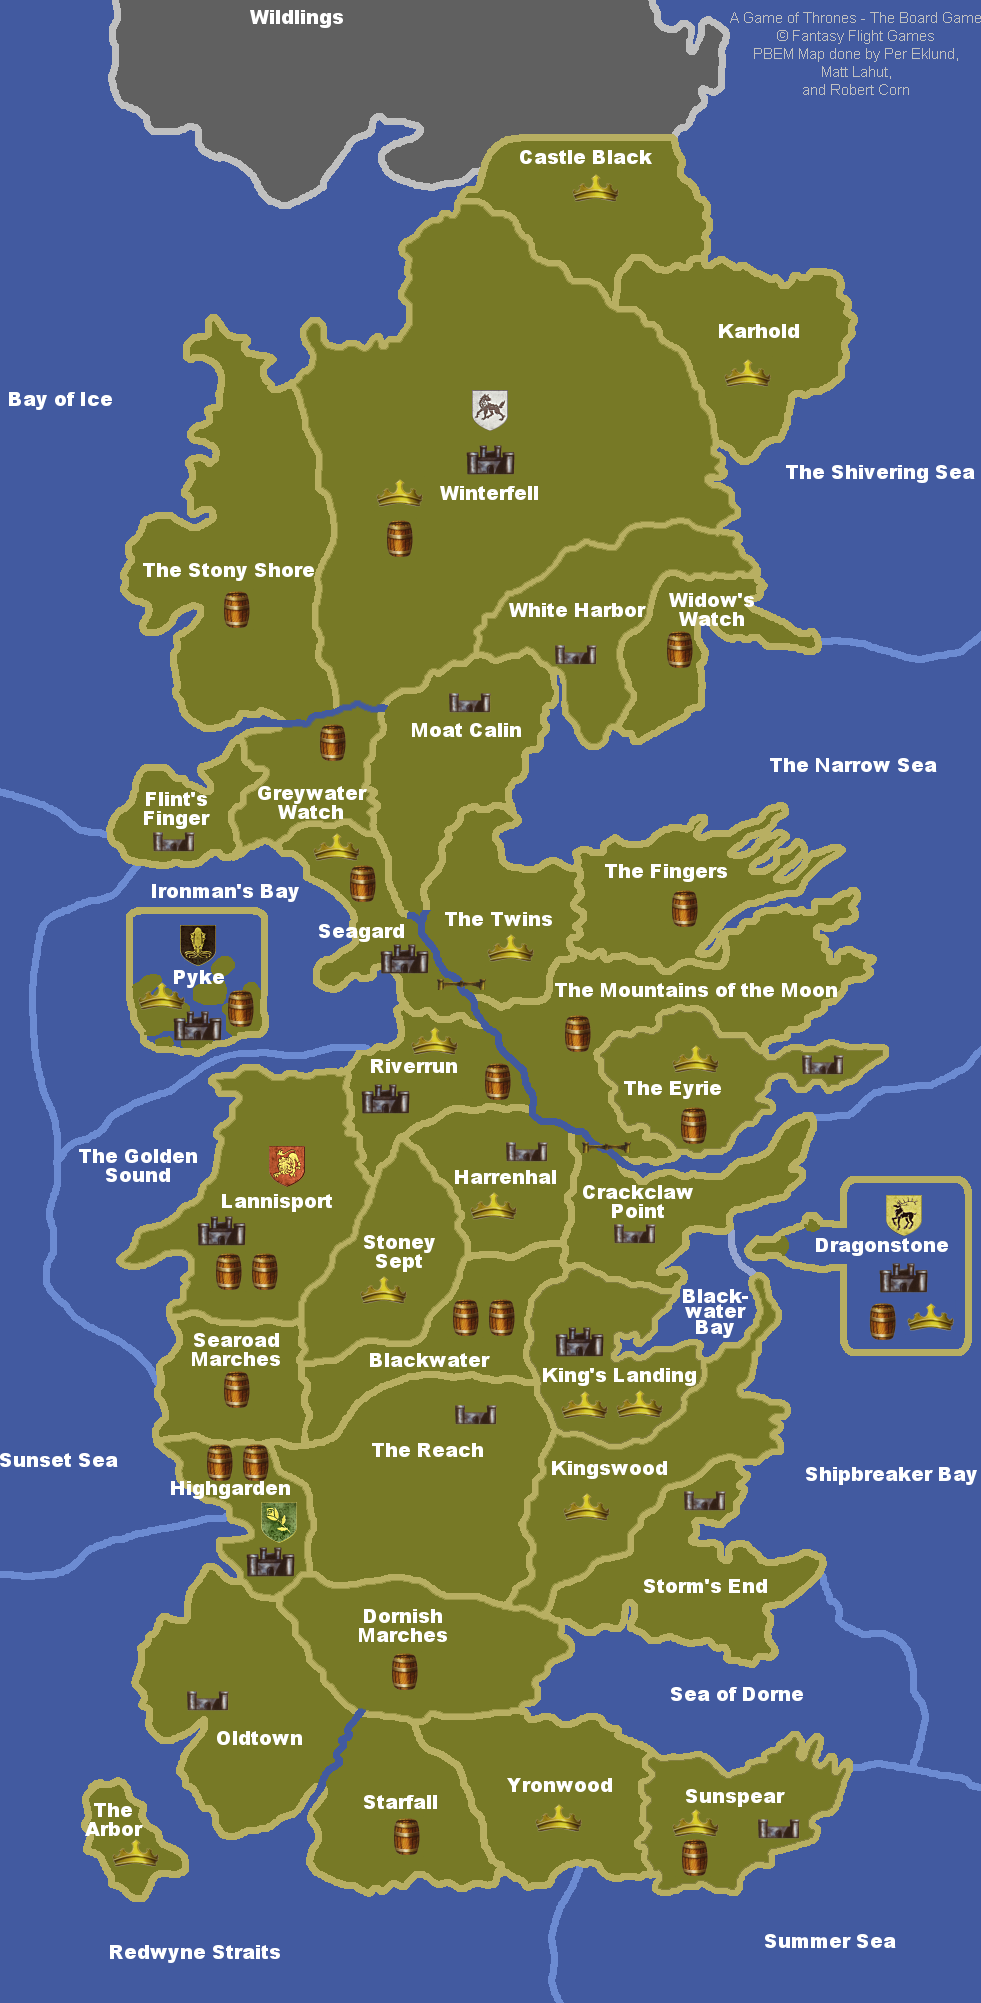 Wildlings
A Game of Thrones - The Board Game
© Fantasy Flight Games
PBEM Map done by Per Eklund,
Matt Lahut,
and Robert Corn
Castle Black
Karhold
Bay of Ice
The Shivering Sea
Winterfell
The Stony Shore
White Harbor
Widow's
Watch
Moat Calin
The Narrow Sea
Flint's
Finger
Greywater
Watch
The Fingers
Ironman's Bay
Seagard
The Twins
Pyke
The Mountains of the Moon
Riverrun
The Eyrie
The Golden
Sound
Lannisport
Harrenhal
Crackclaw
Point
Stoney
Sept
Dragonstone
Black-
water
Bay
Searoad
Marches
Blackwater
King's Landing
The Reach
Sunset Sea
Kingswood
Shipbreaker Bay
Highgarden
Storm's End
Dornish
Marches
Sea of Dorne
Oldtown
Yronwood
Sunspear
Starfall
The
Arbor
Redwyne Straits
Summer Sea